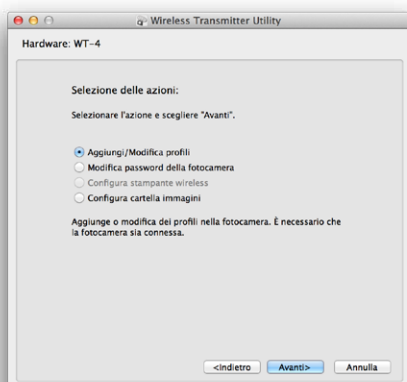 Wireless Transmitter Utility
Hardware: WT-4
Selezione delle azioni:
Selezionare l'azione e scegliere "Avanti".
Aggiungi/Modifica profili
Modifica password della fotocamera
Configura stampante wireless
Configura cartella immagini
Aggiunge o modifica dei profili nella fotocamera. È necessario che
la fotocamera sia connessa.
<Indietro
Avanti>
Annulla